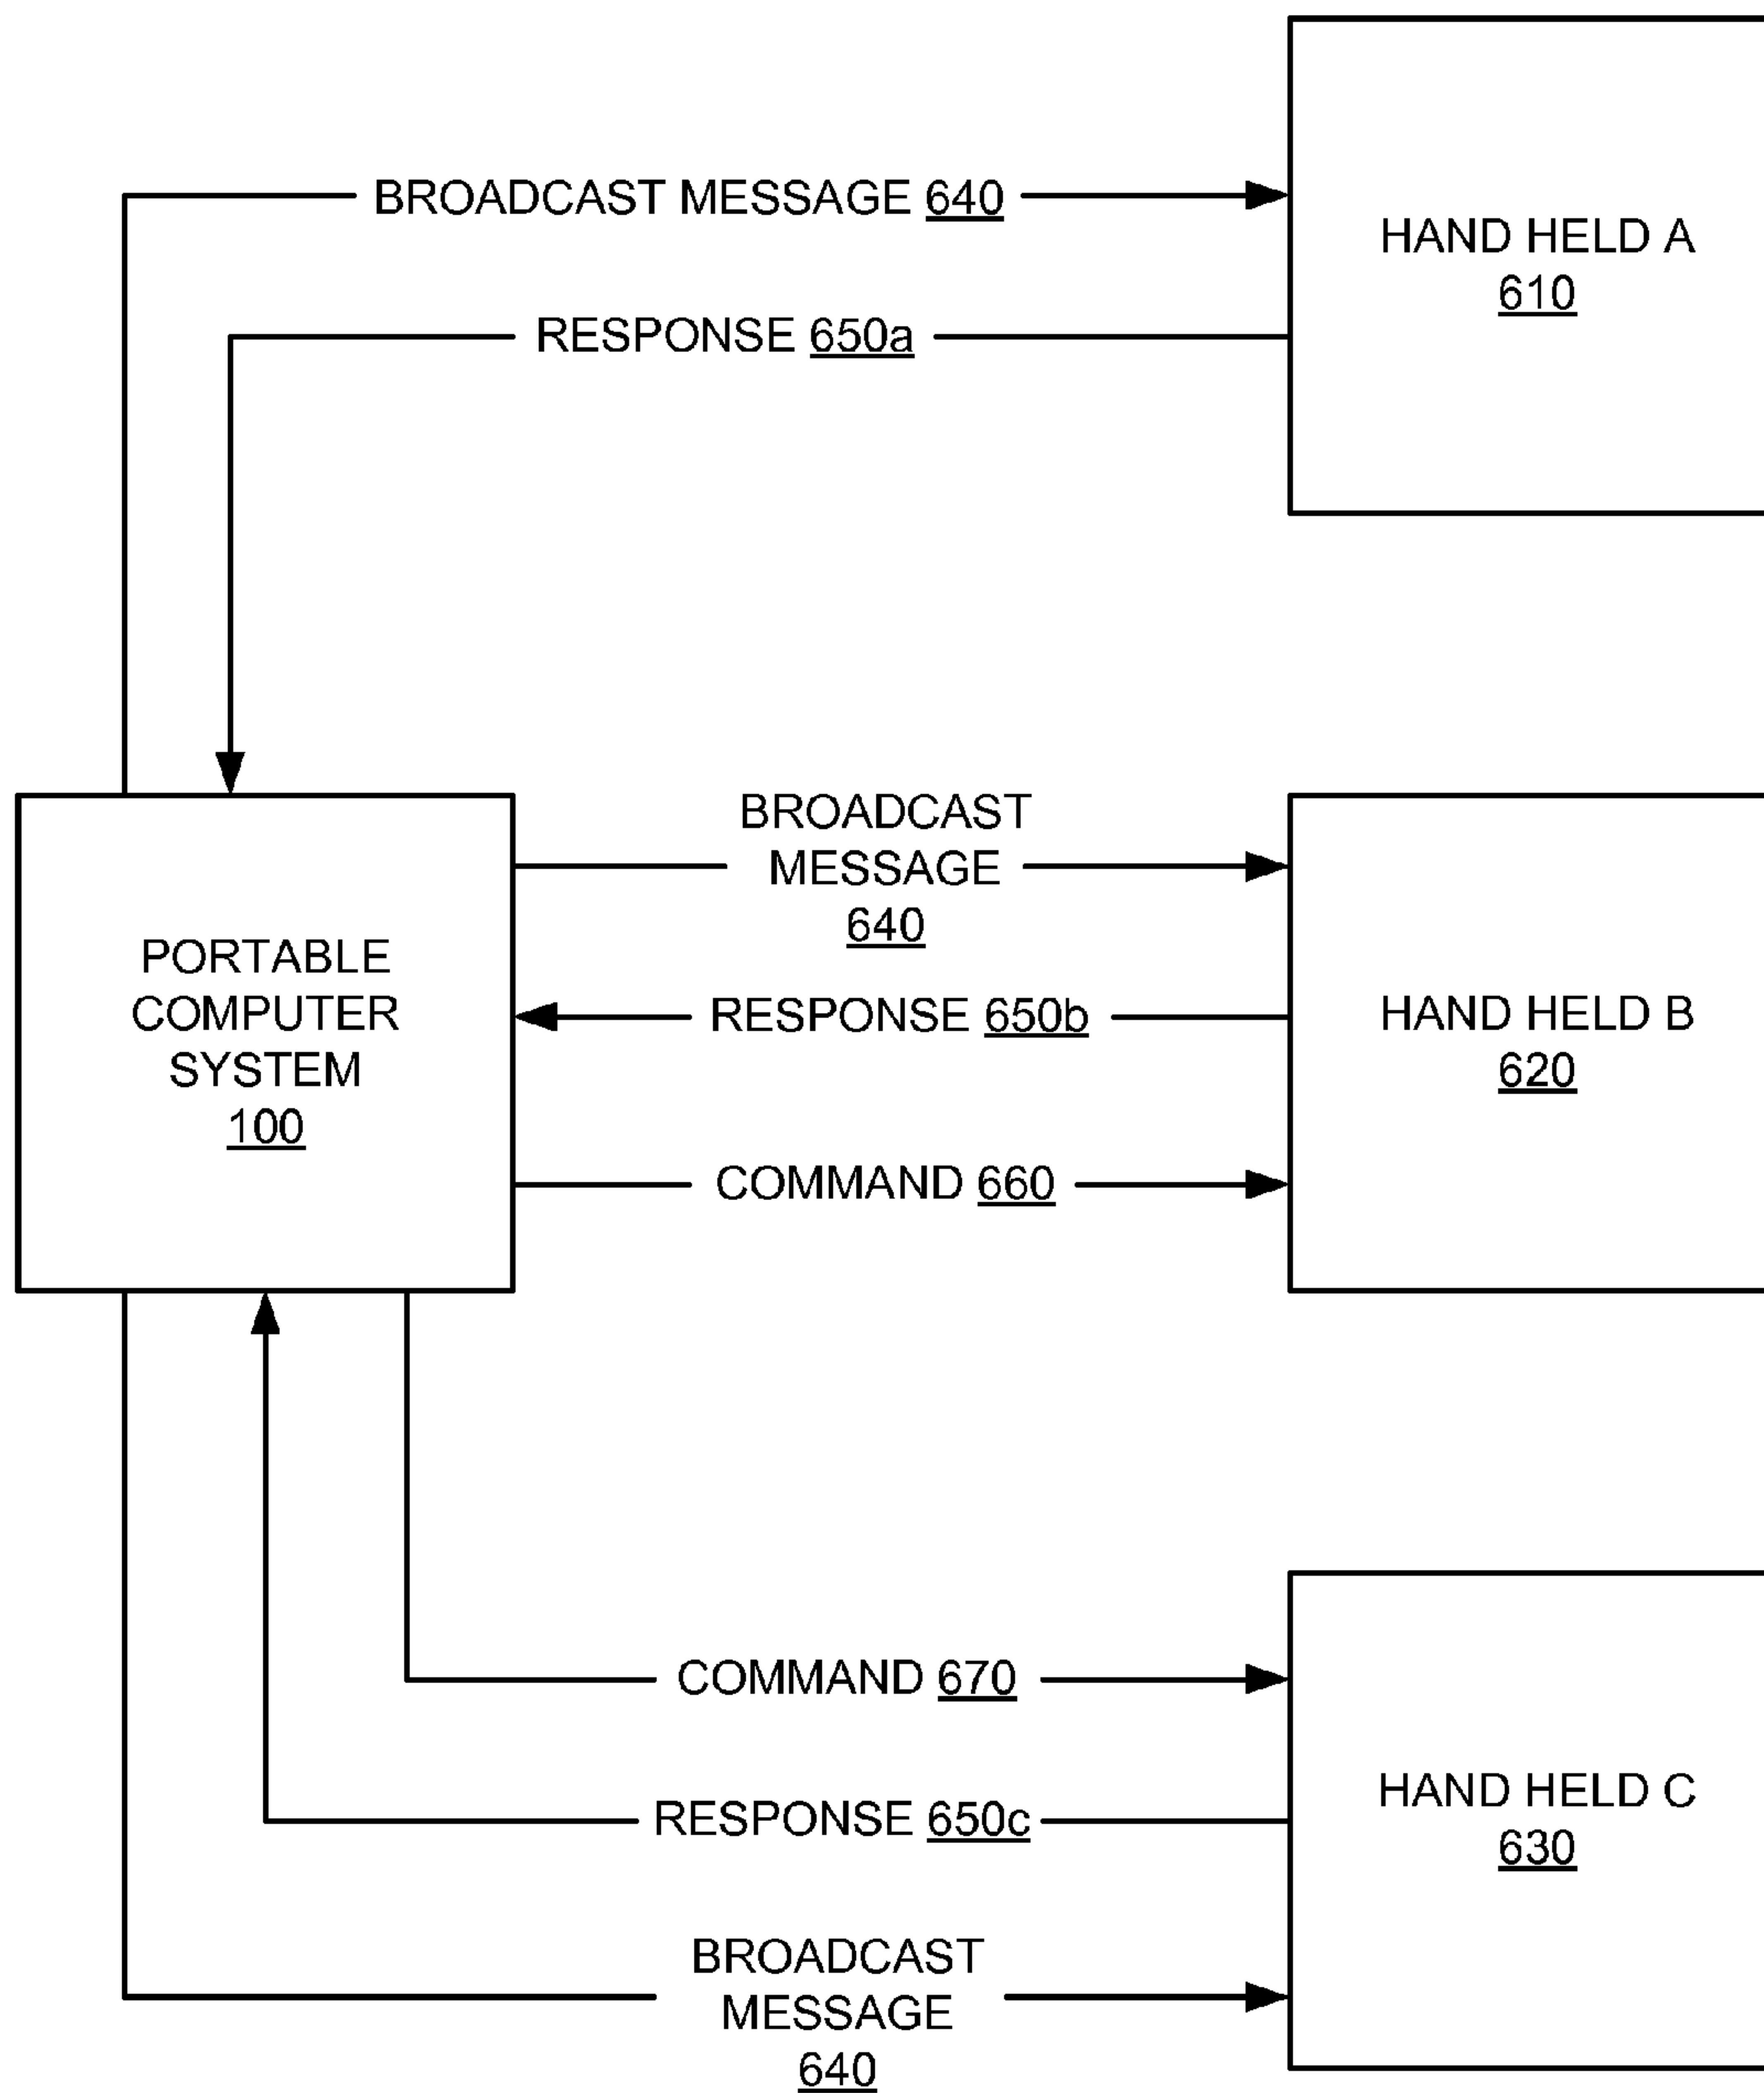 BROADCAST MESSAGE 640
HAND HELD A
610
RESPONSE 650a
BROADCAST
MESSAGE
640
PORTABLE
COMPUTER
SYSTEM
100
RESPONSE 650b
HAND HELD B
620
COMMAND 660
COMMAND 670
HAND HELD C
630
RESPONSE 650c
BROADCAST
MESSAGE
640